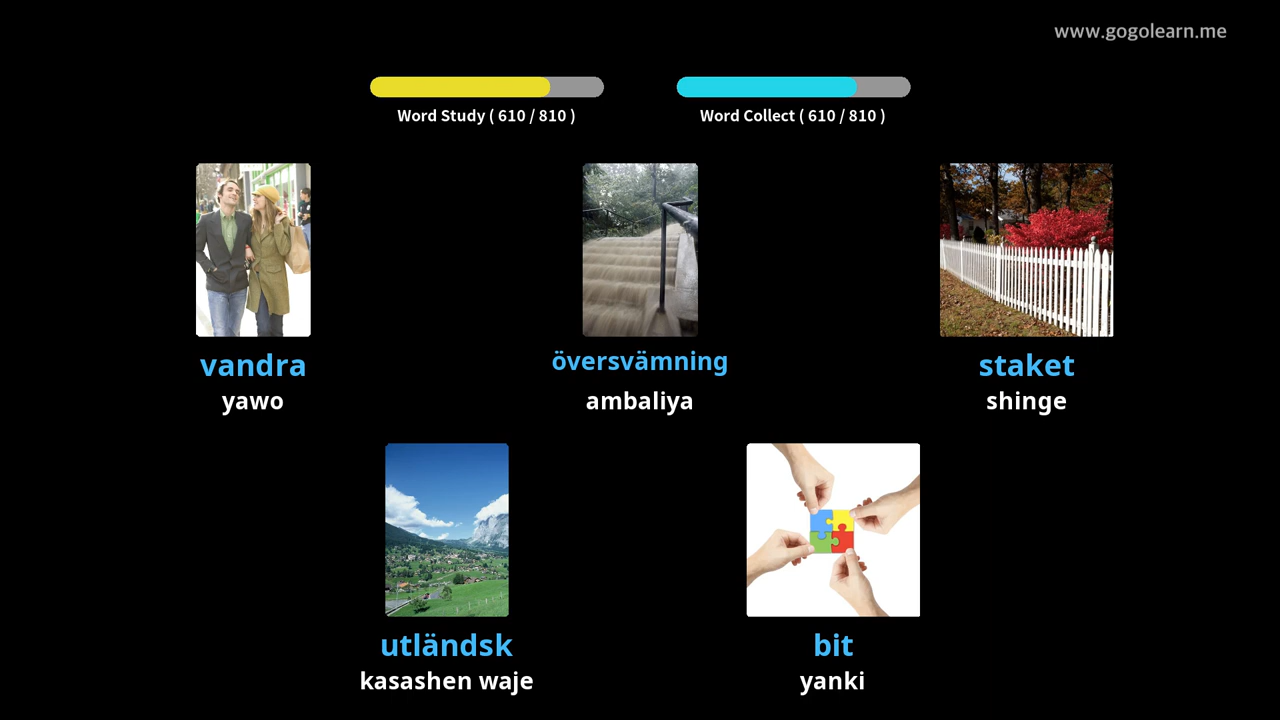 www.gogolearn.me
Word Study ( 610 / 810 )
Word Collect ( 610 / 810 )
vandra
yawo
översvämning
ambaliya
staket
shinge
utländsk
kasashen waje
bit
yanki